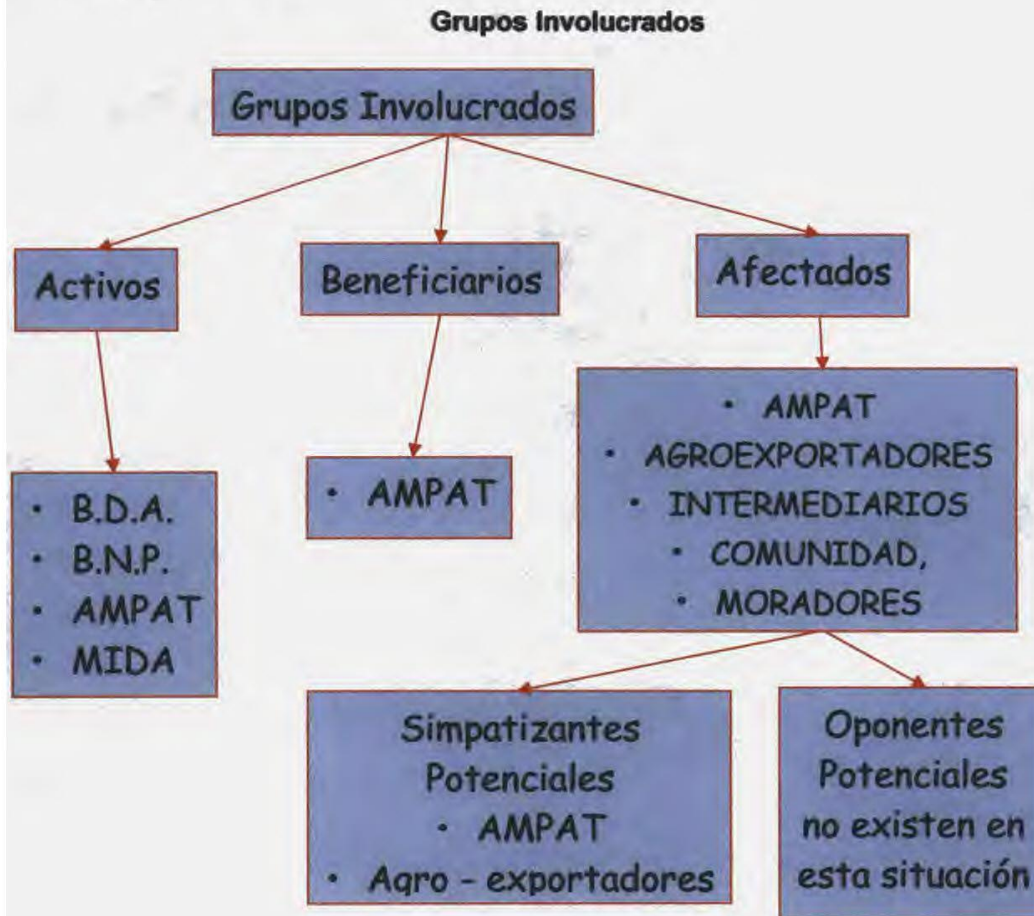 Grupos Involucrados
Grupos Involucrados
Activos
Beneficiarios
Afectados
• B.D.A.
• B.N.P.
• AMPAT
• MIDA
• AMPAT
• AMPAT
• AGROEXPORTADORES
• INTERMEDIARIOS
• COMUNIDAD,
• MORADORES
Simpatizantes
Potenciales
• AMPAT
• Agro - exportadores
Oponentes
Potenciales
no existen en
esta situación